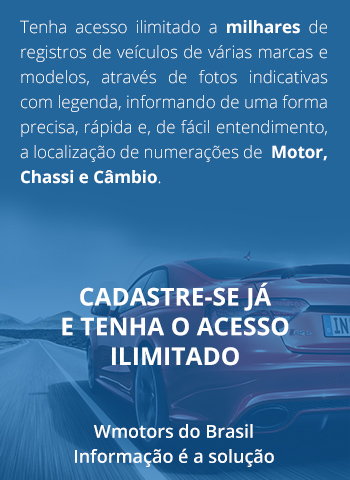 Tenha acesso ilimitado a milhares de
registros de veículos de várias marcas e
modelos, através de fotos indicativas
com legenda, informando de uma forma
precisa, rápida e, de fácil entendimento,
a localização de numerações de Motor,
Chassi e Câmbio.
CADASTRE-SE JÁ
E TENHA O ACESSO
ILIMITADO
IN
Wmotors do Brasil
Informação é a solução